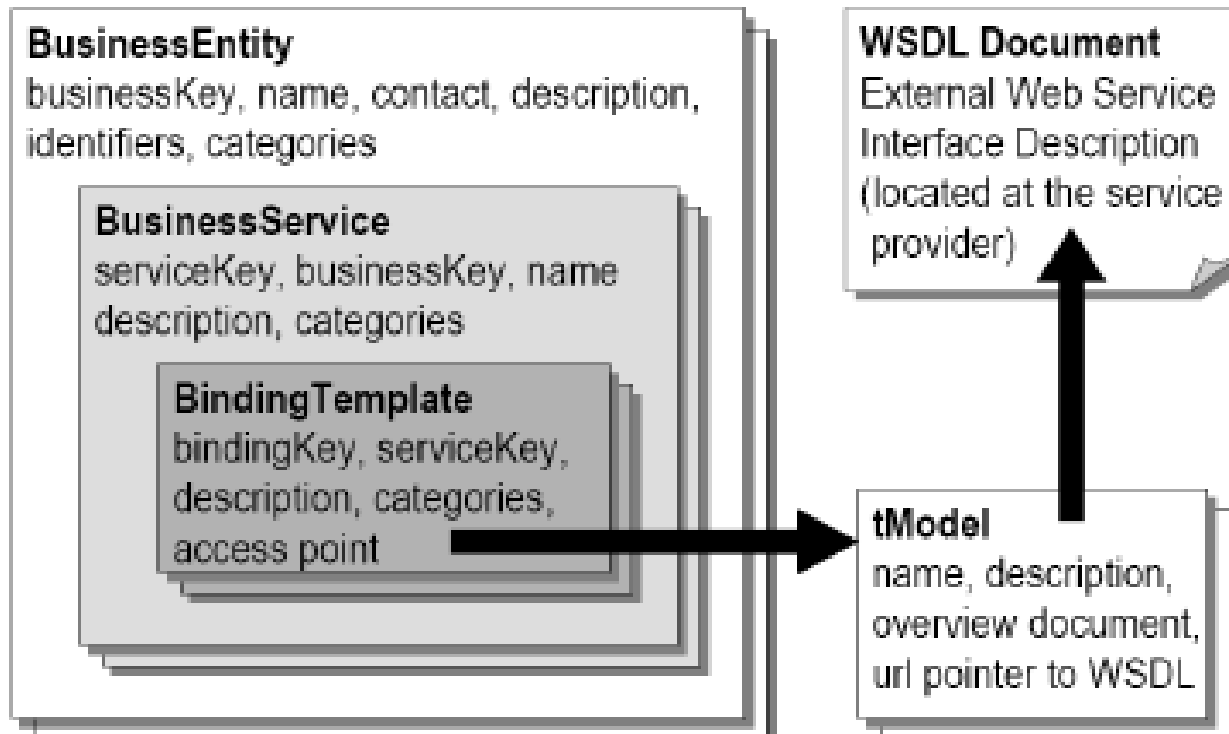 BusinessEntity
businessKey, name, contact, description,
identifiers, categories
BusinessService
serviceKey, businessKey, name
description, categories
BindingTemplate
bindingKey, serviceKey,
description, categories,
access point
WSDL Document
External Web Service
Interface Description
(located at the service
provider)
tModel
name, description,
overview document,
url pointer to WSDL